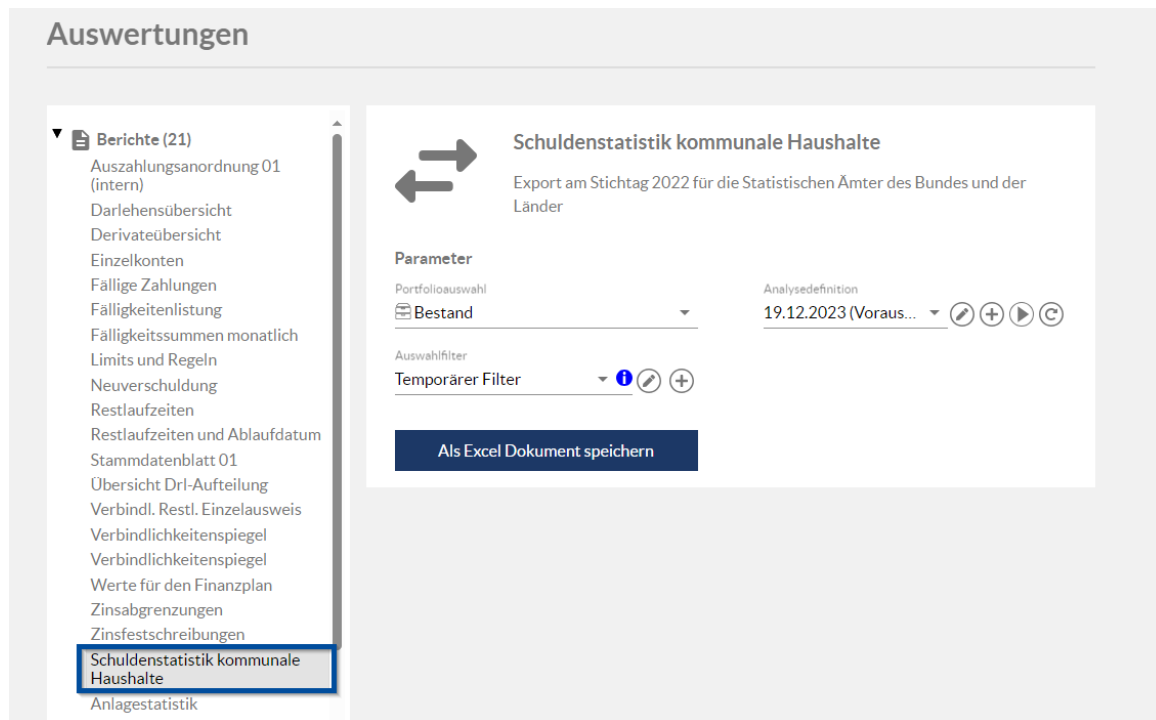 Auswertungen
Berichte (21)
Auszahlungsanordnung 01
(intern)
Darlehensübersicht
Derivateübersicht
Einzelkonten
Fällige Zahlungen
Fälligkeitenlistung
Fälligkeitssummen monatlich
Limits und Regeln
Neuverschuldung
Restlaufzeiten
Restlaufzeiten und Ablaufdatum
Stammdatenblatt 01
Übersicht Drl-Aufteilung
Verbindl. Restl. Einzelausweis
Verbindlichkeitenspiegel
Verbindlichkeitenspiegel
Werte für den Finanzplan
Zinsabgrenzungen
Zinsfestschreibungen
Schuldenstatistik kommunale
Haushalte
Anlagestatistik
Schuldenstatistik kommunale Haushalte
Export am Stichtag 2022 für die Statistischen Ämter des Bundes und der
Länder
Parameter
Portfolioauswahl
Bestand
Analysedefinition
19.12.2023 (Voraus...
Auswahlfilter
Temporärer Filter
Als Excel Dokument speichern